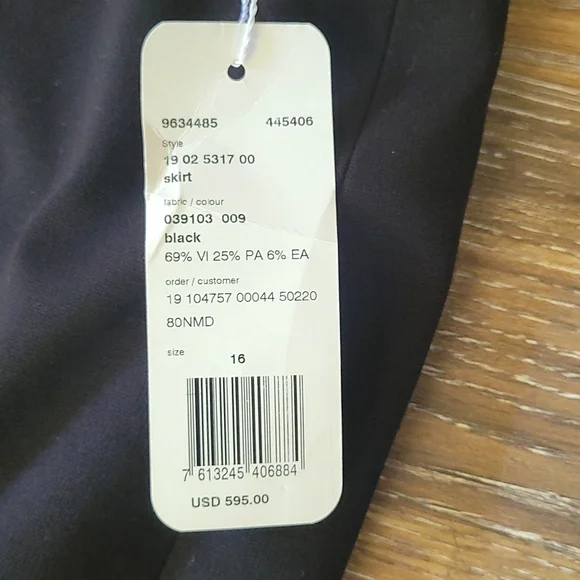 9634485 445406
Style
19 02 5317 00
skirt
fabric / colour
039103 009
black
69% VI 25% PA 6% EA
order / customer
19 104757 00044 50220
80NMD
size
16
7 613245 406884
USD 595.00